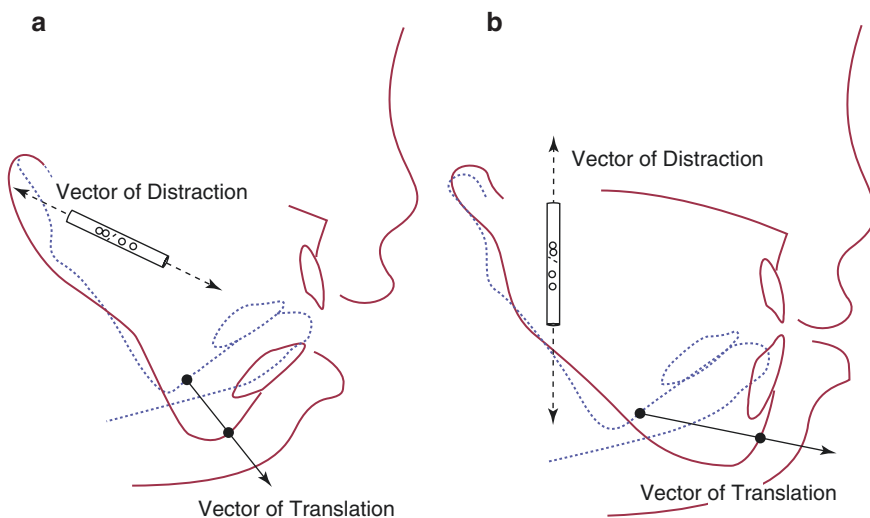 a
Vector of Distraction
Vector of Translation
b
Vector of Distraction
Vector of Translation